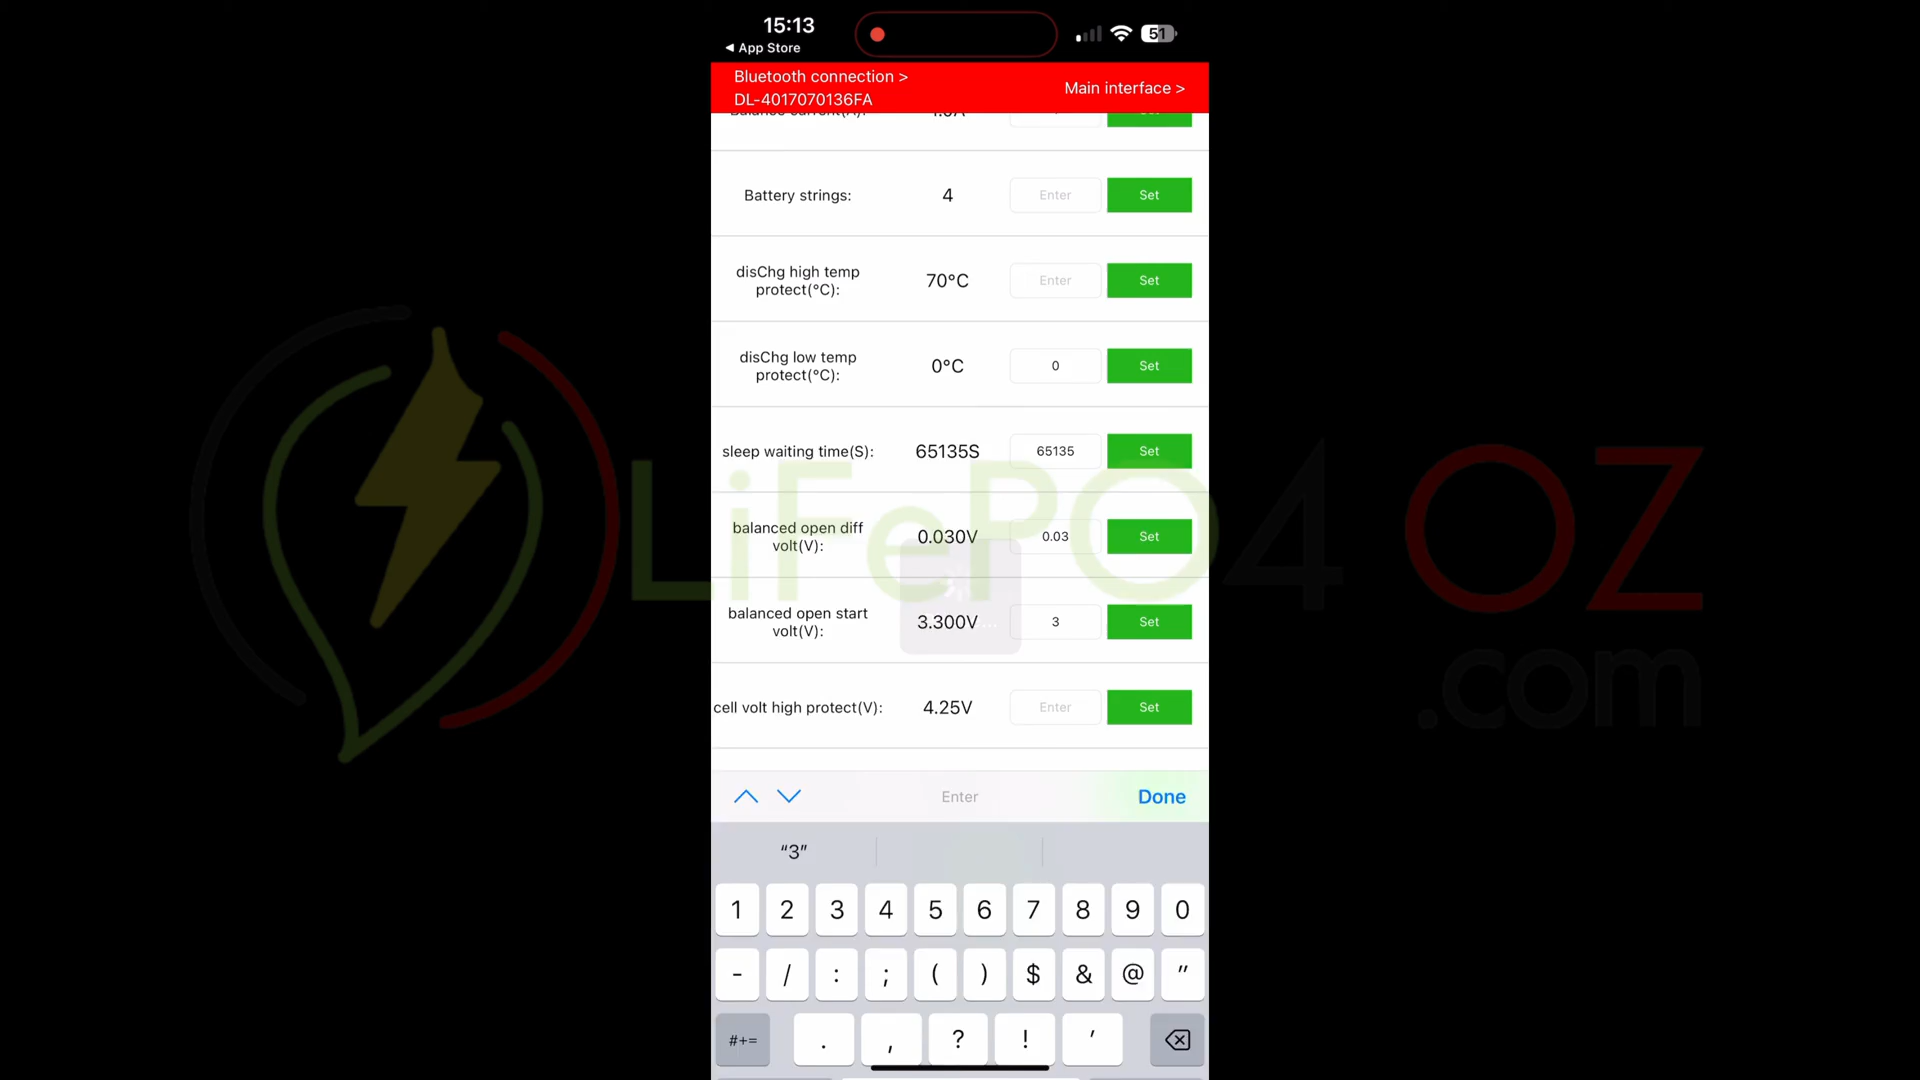 15:13
51
◀ App Store
Bluetooth connection >
DL-4017070136FA
Main interface >
Balance current(A):
Battery strings:
4
Enter
Set
disChg high temp
protect(°C):
70°C
Enter
Set
disChg low temp
protect(°C):
0°C
0
Set
sleep waiting time(S):
65135S
65135
Set
balanced open diff
volt(V):
0.030V
0.03
Set
balanced open start
volt(V):
3.300V
3
Set
cell volt high protect(V):
4.25V
Enter
Set
LiFePO4 OZ
.com
Enter
Done
“3”
1 2 3 4 5 6 7 8 9 0
- / : ; ( ) $ & @ "
#+= . , ? ! '